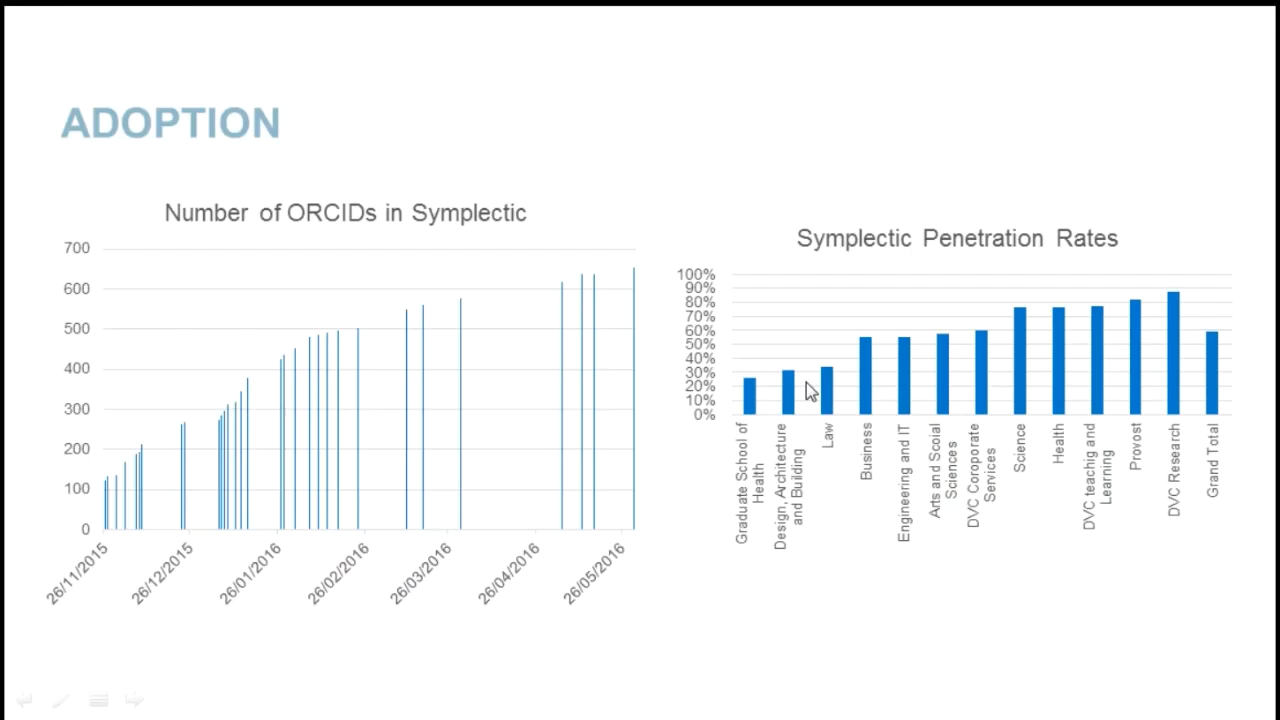 ADOPTION
Number of ORCIDs in Symplectic
700
600
500
400
300
200
100
0
26/11/2015
26/12/2015
26/01/2016
26/02/2016
26/03/2016
26/04/2016
26/05/2016
Symplectic Penetration Rates
100%
90%
80%
70%
60%
50%
40%
30%
20%
10%
0%
Graduate School of
Health
Design, Architecture
and Building
Law
Business
Engineering and IT
Arts and Scoial
Sciences
DVC Coroporate
Services
Science
Health
DVC teachig and
Learning
Provost
DVC Research
Grand Total